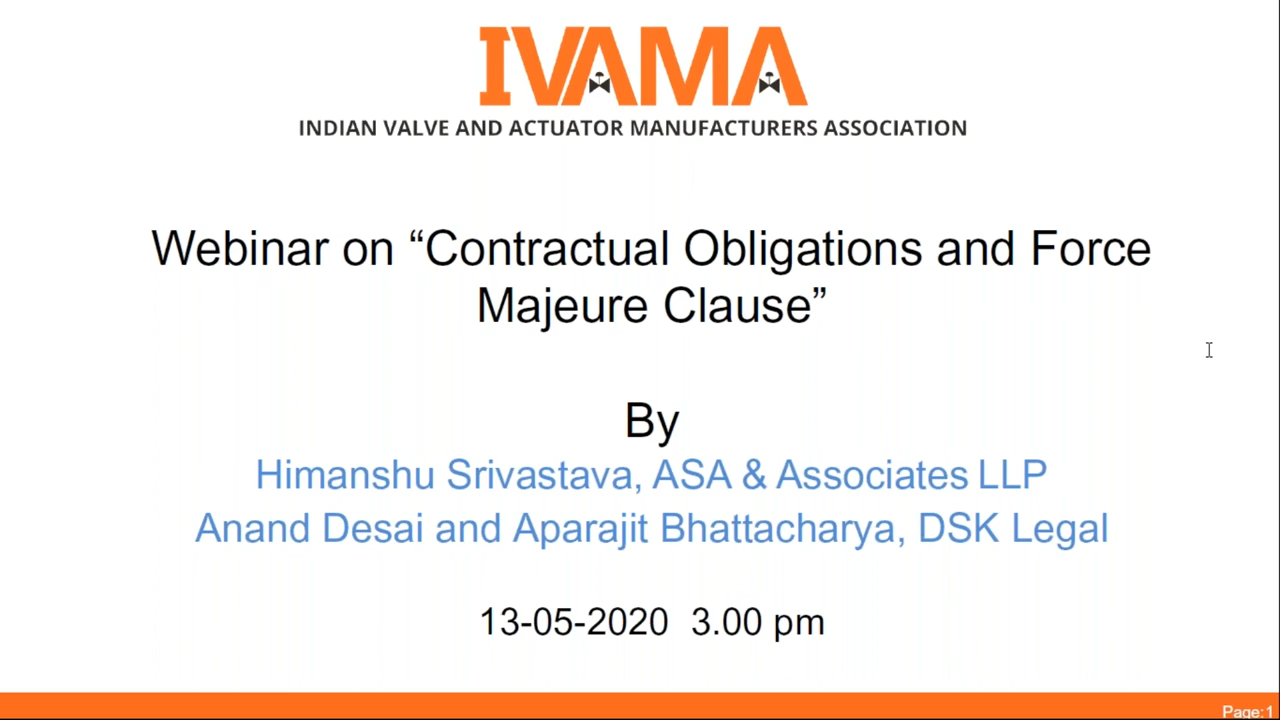 IVAMA
INDIAN VALVE AND ACTUATOR MANUFACTURERS ASSOCIATION
Webinar on “Contractual Obligations and Force
Majeure Clause”
By
Himanshu Srivastava, ASA & Associates LLP
Anand Desai and Aparajit Bhattacharya, DSK Legal
13-05-2020 3.00 pm
Page:1